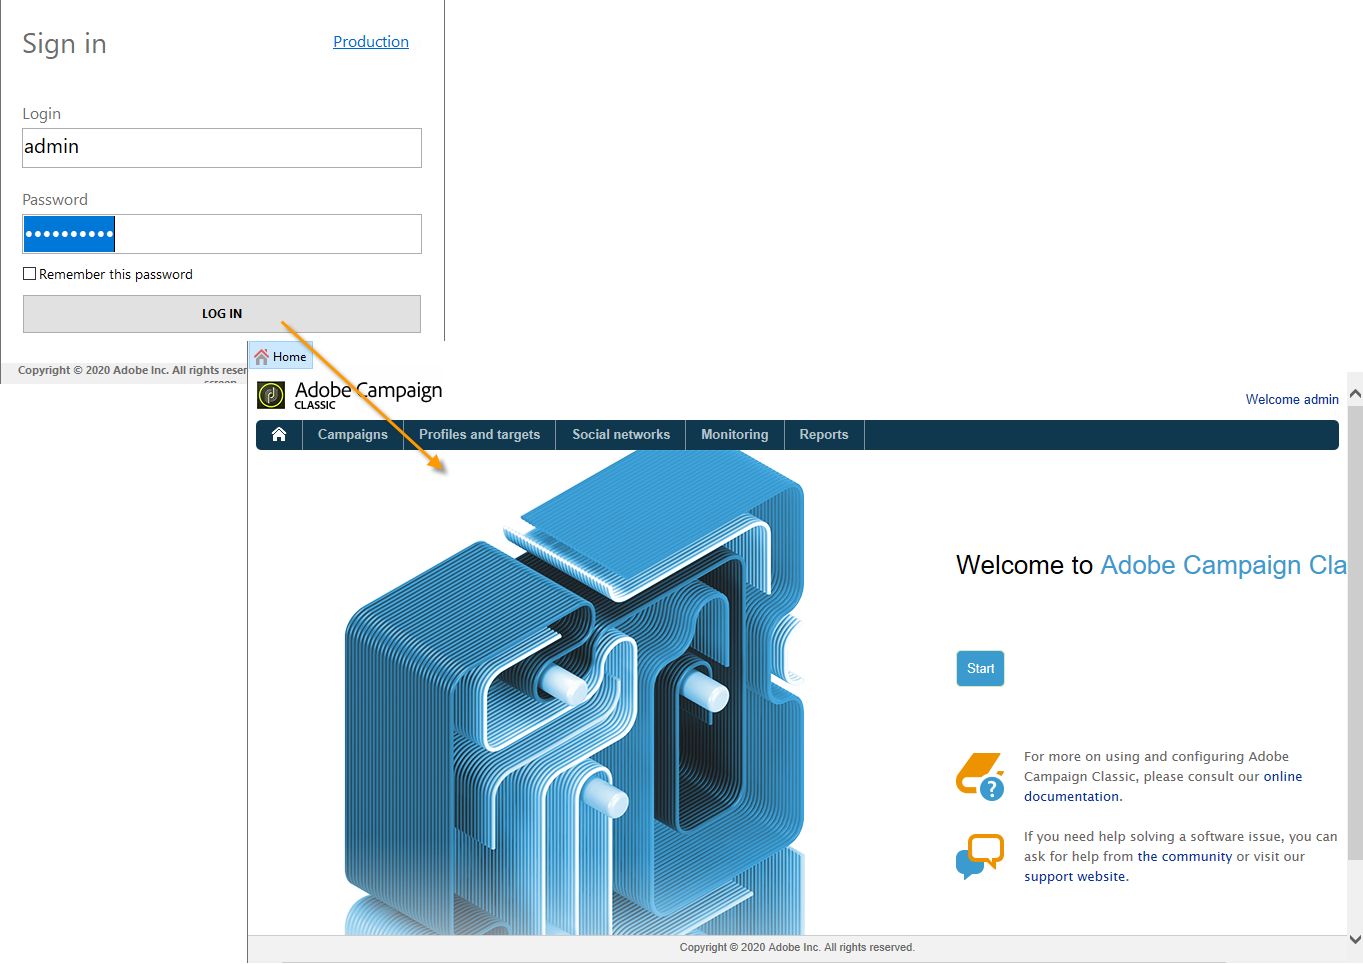 Sign in
Production
Login
admin
Password
Remember this password
LOG IN
Copyright © 2020 Adobe Inc. All rights reser
screen
Home
Adobe Campaign
CLASSIC
Welcome admin
Campaigns
Profiles and targets
Social networks
Monitoring
Reports
Welcome to Adobe Campaign Cla
Start
For more on using and configuring Adobe
Campaign Classic, please consult our online
documentation.
If you need help solving a software issue, you can
ask for help from the community or visit our
support website.
Copyright © 2020 Adobe Inc. All rights reserved.